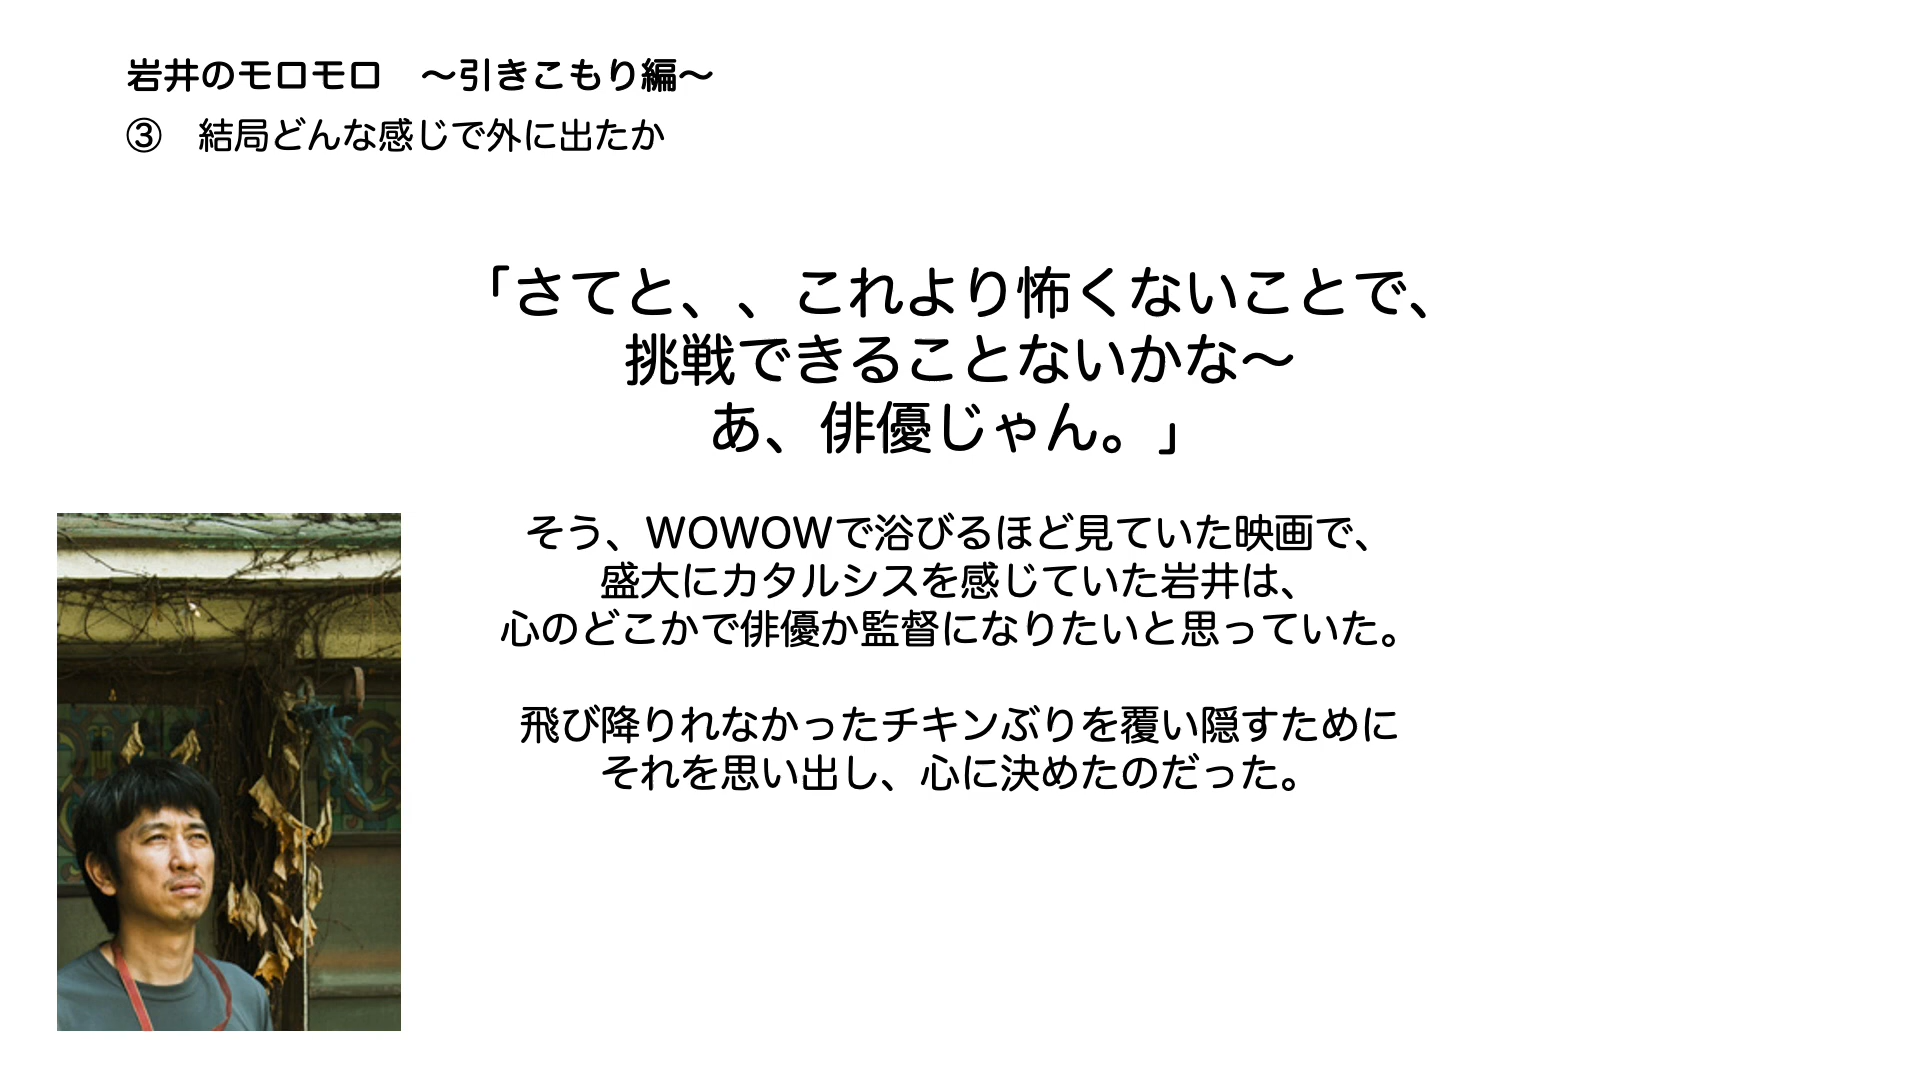 岩井のモロモロ　〜引きこもり編〜
③　結局どんな感じで外に出たか
「さてと、、これより怖くないことで、
挑戦できることないかな〜
あ、俳優じゃん。」
そう、WOWOWで浴びるほど見ていた映画で、
盛大にカタルシスを感じていた岩井は、
心のどこかで俳優か監督になりたいと思っていた。
飛び降りれなかったチキンぶりを覆い隠すために
それを思い出し、心に決めたのだった。